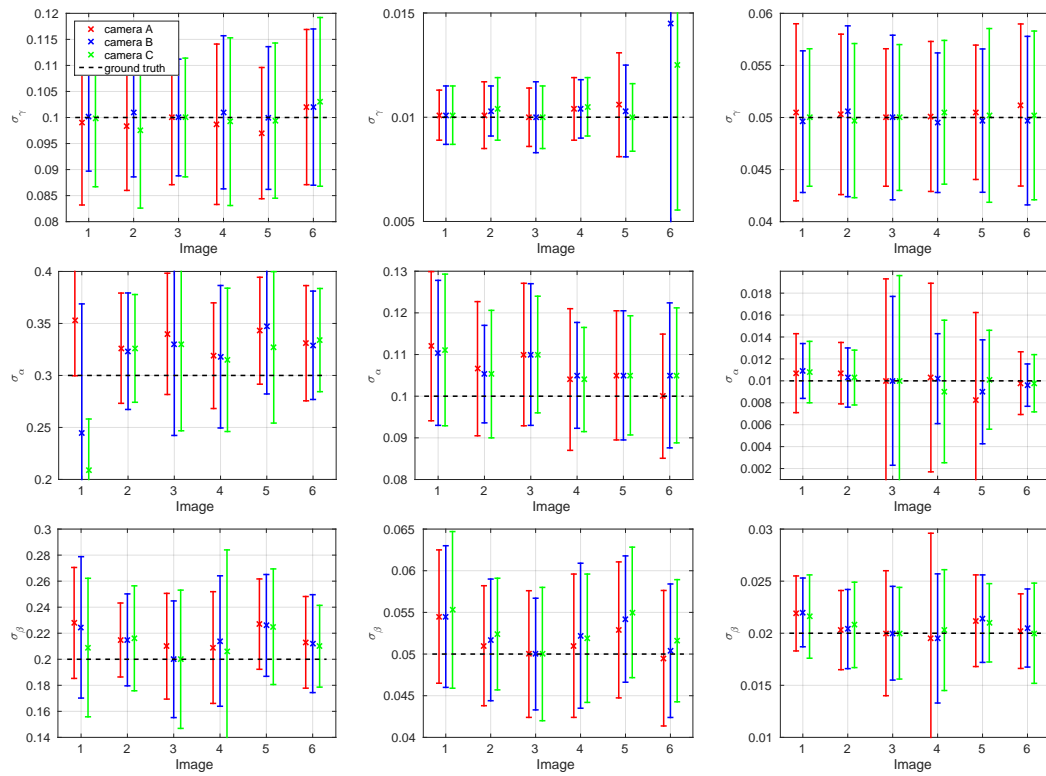 0.12
0.115
0.11
0.105
0.1
0.095
0.09
0.085
0.08
σγ
1 2 3 4 5 6
Image
camera A
camera B
camera C
ground truth
0.015
0.01
0.005
σγ
1 2 3 4 5 6
Image
0.06
0.055
0.05
0.045
0.04
σγ
1 2 3 4 5 6
Image
0.4
0.35
0.3
0.25
0.2
σα
1 2 3 4 5 6
Image
0.13
0.12
0.11
0.1
0.09
0.08
σα
1 2 3 4 5 6
Image
0.018
0.016
0.014
0.012
0.01
0.008
0.006
0.004
0.002
σα
1 2 3 4 5 6
Image
0.3
0.28
0.26
0.24
0.22
0.2
0.18
0.16
0.14
σβ
1 2 3 4 5 6
Image
0.065
0.06
0.055
0.05
0.045
0.04
σβ
1 2 3 4 5 6
Image
0.03
0.025
0.02
0.015
0.01
σβ
1 2 3 4 5 6
Image